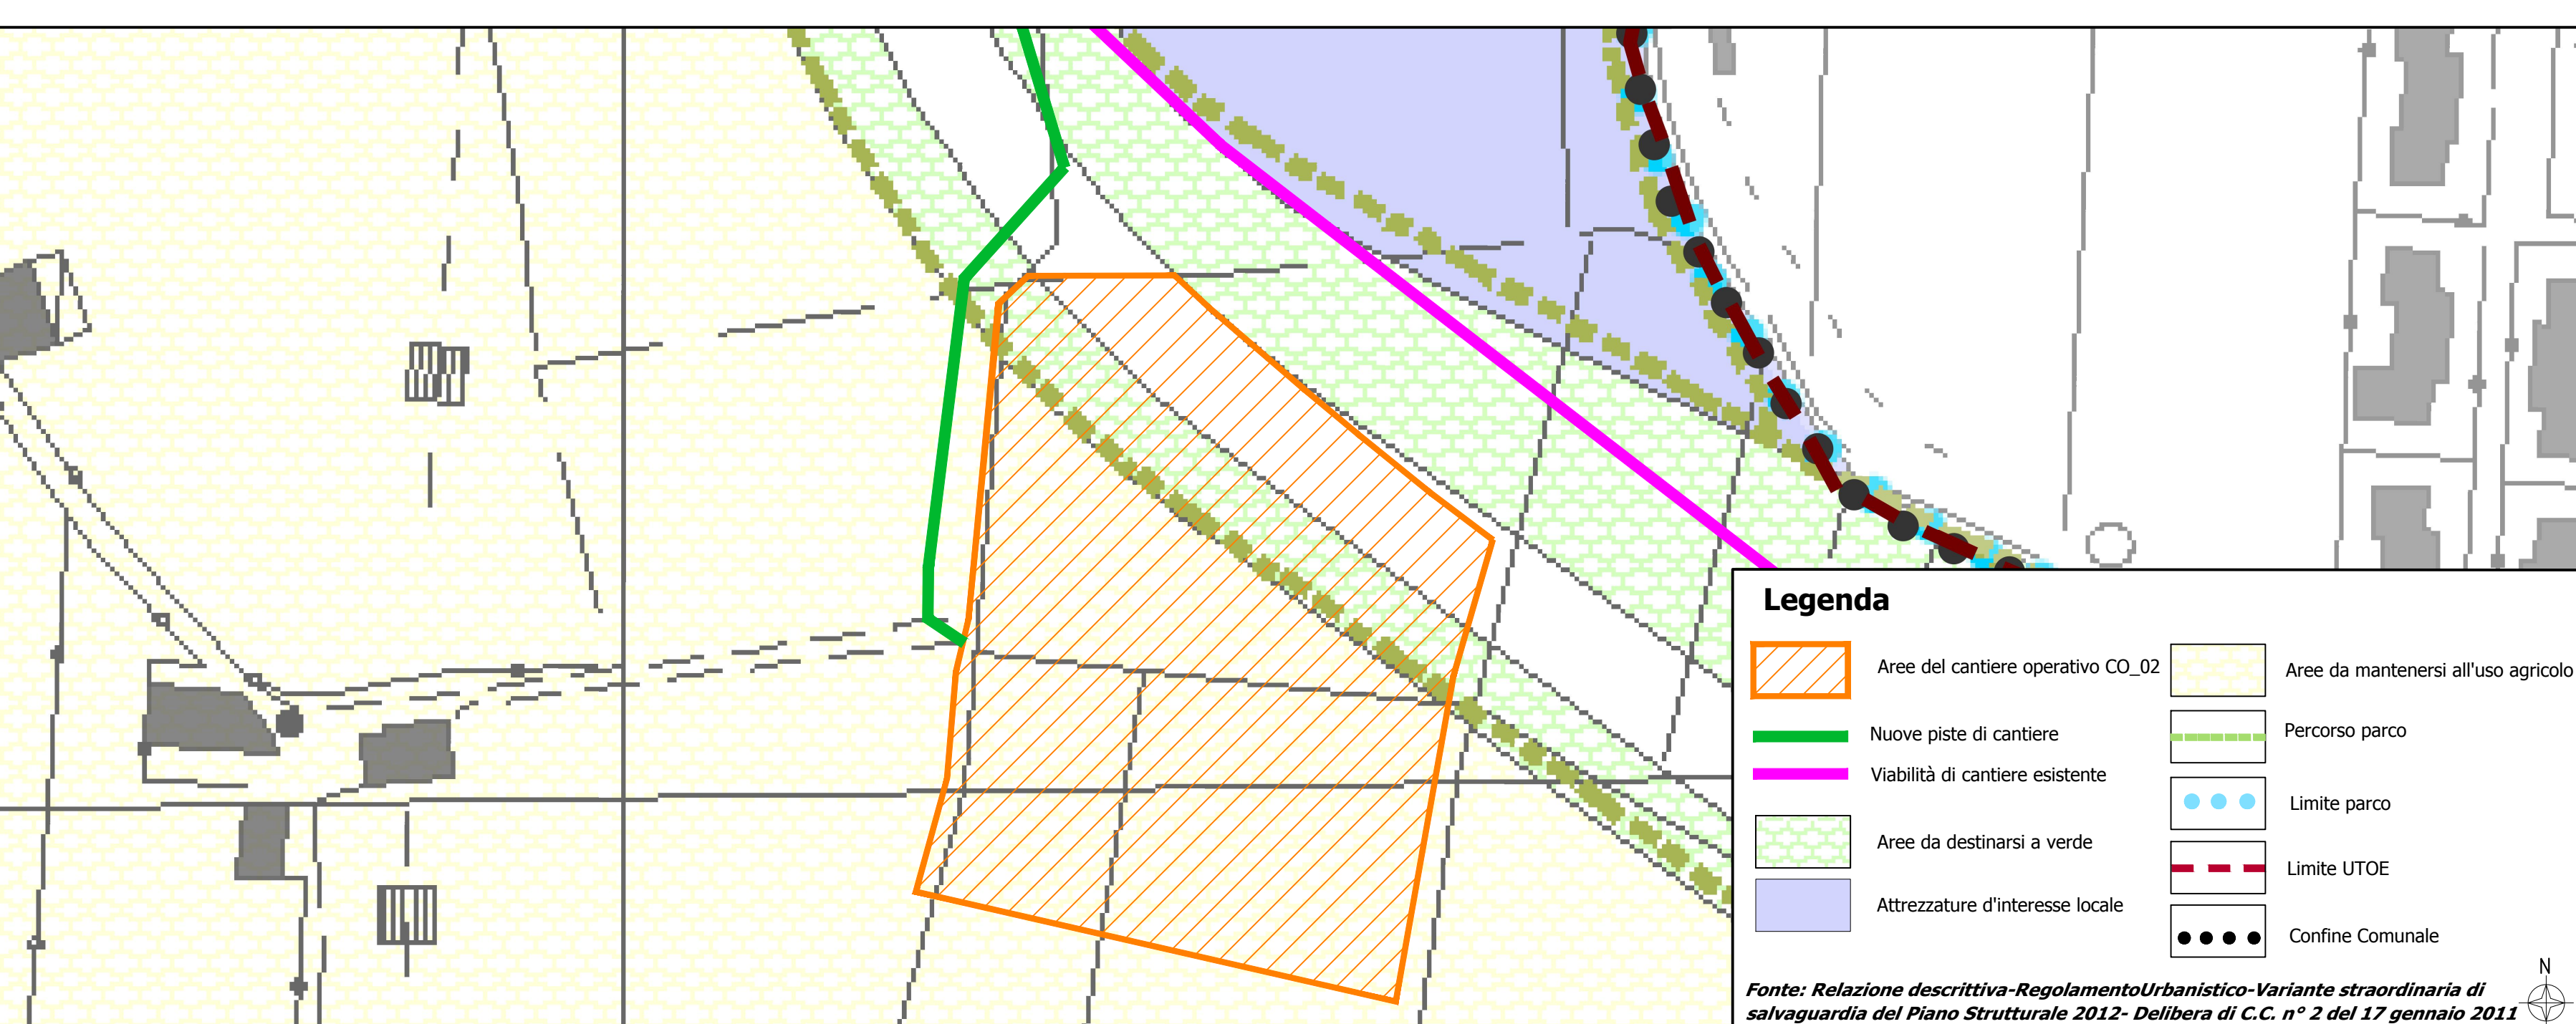 Legenda
Aree del cantiere operativo CO_02
Nuove piste di cantiere
Viabilità di cantiere esistente
Aree da destinarsi a verde
Attrezzature d'interesse locale
Aree da mantenersi all'uso agricolo
Percorso parco
Limite parco
Limite UTOE
Confine Comunale
N
Fonte: Relazione descrittiva-RegolamentoUrbanistico-Variante straordinaria di
salvaguardia del Piano Strutturale 2012- Delibera di C.C. n° 2 del 17 gennaio 2011